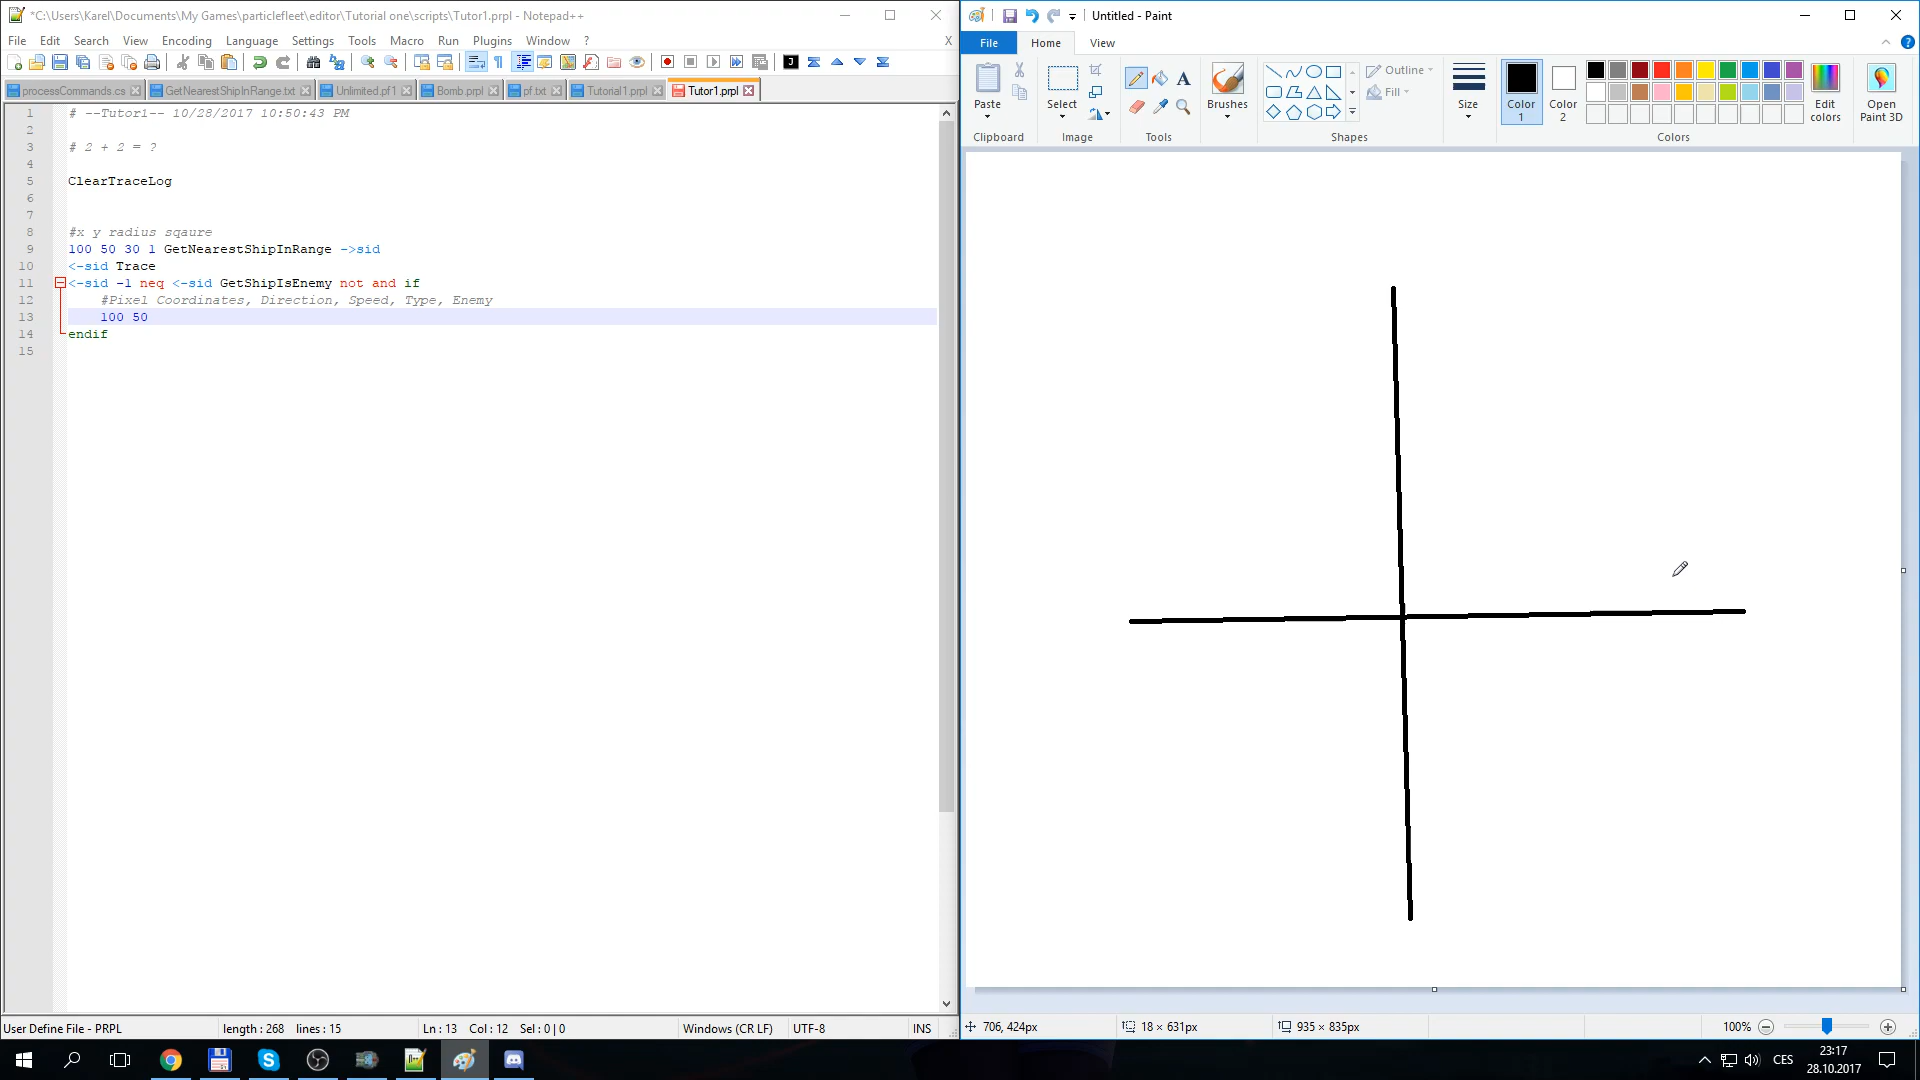 *C:\Users\Karel\Documents\My Games\particlefleet\editor\Tutorial one\scripts\Tutor1.prpl - Notepad++
File Edit Search View Encoding Language Settings Tools Macro Run Plugins Window ? X
processCommands.cs GetNearestShipInRange.txt Unlimited.pf1 Bomb.prpl pf.txt Tutorial1.prpl Tutor1.prpl
1 # --Tutor1-- 10/28/2017 10:50:43 PM
2
3 # 2 + 2 = ?
4
5 ClearTraceLog
6
7
8 #x y radius sqaure
9 100 50 30 1 GetNearestShipInRange ->sid
10 <-sid Trace
11 <-sid -1 neq <-sid GetShipIsEnemy not and if
12 #Pixel Coordinates, Direction, Speed, Type, Enemy
13 100 50
14 endif
15
User Define File - PRPL length : 268 lines : 15 Ln : 13 Col : 12 Sel : 0 | 0 Windows (CR LF) UTF-8 INS
Untitled - Paint
File Home View
Paste
Clipboard
Select
Image
Tools
Brushes
Outline
Fill
Shapes
Size
Color 1
Color 2
Edit colors
Colors
Open Paint 3D
706, 424px 18 × 631px 935 × 835px 100%
CES
23:17
28.10.2017